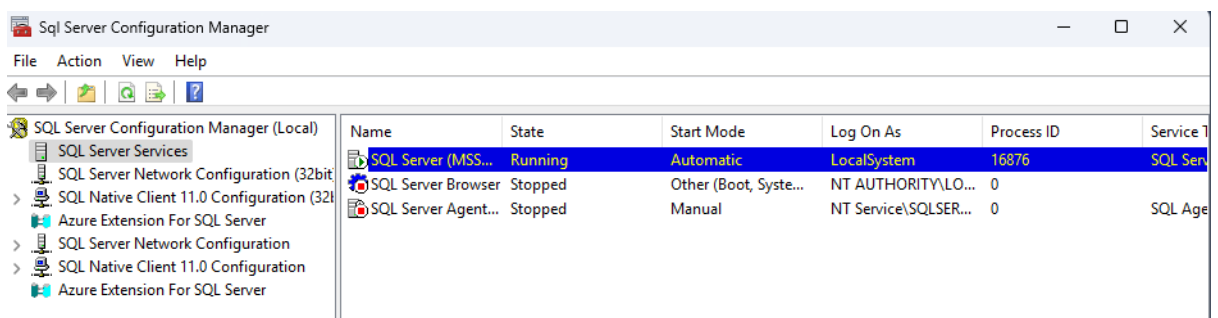 Sql Server Configuration Manager
File Action View Help
SQL Server Configuration Manager (Local)
SQL Server Services
SQL Server Network Configuration (32bit
SQL Native Client 11.0 Configuration (32b
Azure Extension For SQL Server
SQL Server Network Configuration
SQL Native Client 11.0 Configuration
Azure Extension For SQL Server
Name State Start Mode Log On As Process ID Service T
SQL Server (MSS... Running Automatic LocalSystem 16876 SQL Serv
SQL Server Browser Stopped Other (Boot, Syste... NT AUTHORITY\LO... 0
SQL Server Agent... Stopped Manual NT Service\SQLSER... 0 SQL Age